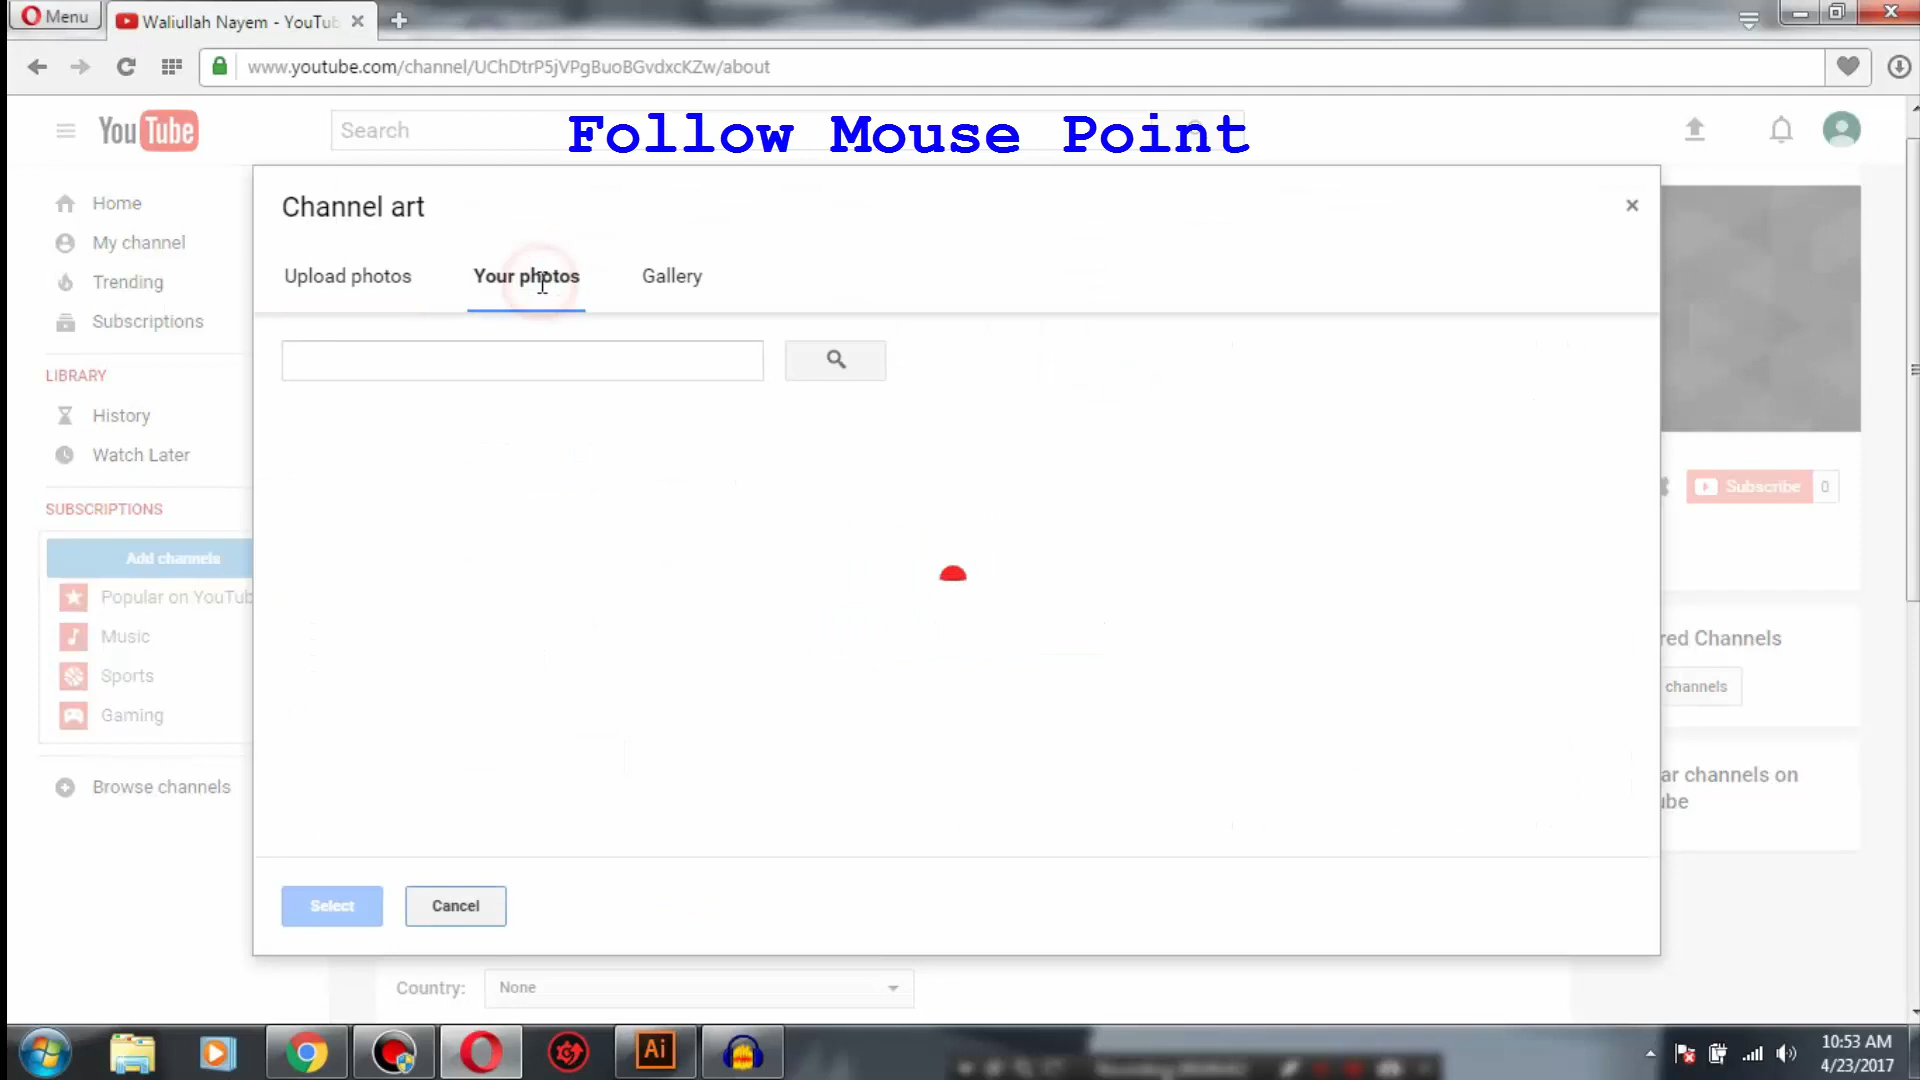 Menu
Waliullah Nayem - YouTub
www.youtube.com/channel/UChDtrP5jVPgBuoBGvdxcKZw/about
YouTube
Search
Follow Mouse Point
Home
My channel
Trending
Subscriptions
LIBRARY
History
Watch Later
SUBSCRIPTIONS
Add channels
Popular on YouTub
Music
Sports
Gaming
Browse channels
Channel art
Upload photos
Your photos
Gallery
Select
Cancel
Subscribe 0
red Channels
channels
ar channels on
be
Country:
None
Ai
10:53 AM
4/23/2017